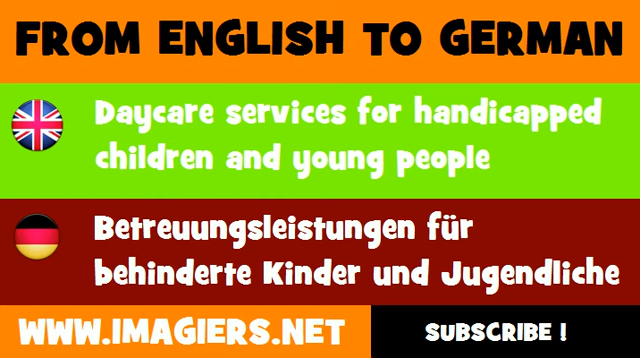 FROM ENGLISH TO GERMAN
Daycare services for handicapped
children and young people
Betreuungsleistungen für
behinderte Kinder und Jugendliche
WWW.IMAGIERS.NET
SUBSCRIBE !